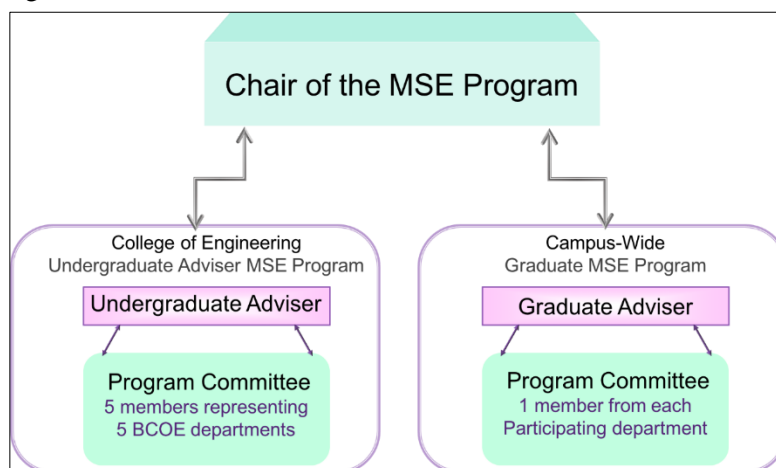 Chair of the MSE Program
College of Engineering
Undergraduate Adviser MSE Program
Undergraduate Adviser
Program Committee
5 members representing
5 BCOE departments
Campus-Wide
Graduate MSE Program
Graduate Adviser
Program Committee
1 member from each
Participating department